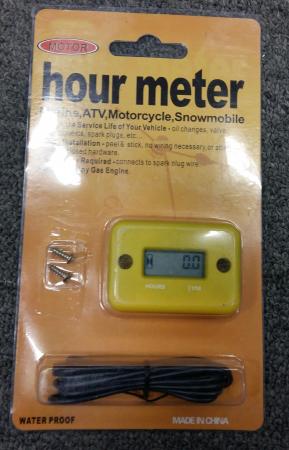 MOTOR
hour meter
ATV,Motorcycle,Snowmobile
Service Life of Your Vehicle - oil changes, valve
spark plugs, etc.
Installation - peel & stick, no wiring necessary, or
hardware.
Required - connects to spark plug wire.
Gas Engine.
0.0
HOURS
WATER PROOF
MADE IN CHINA